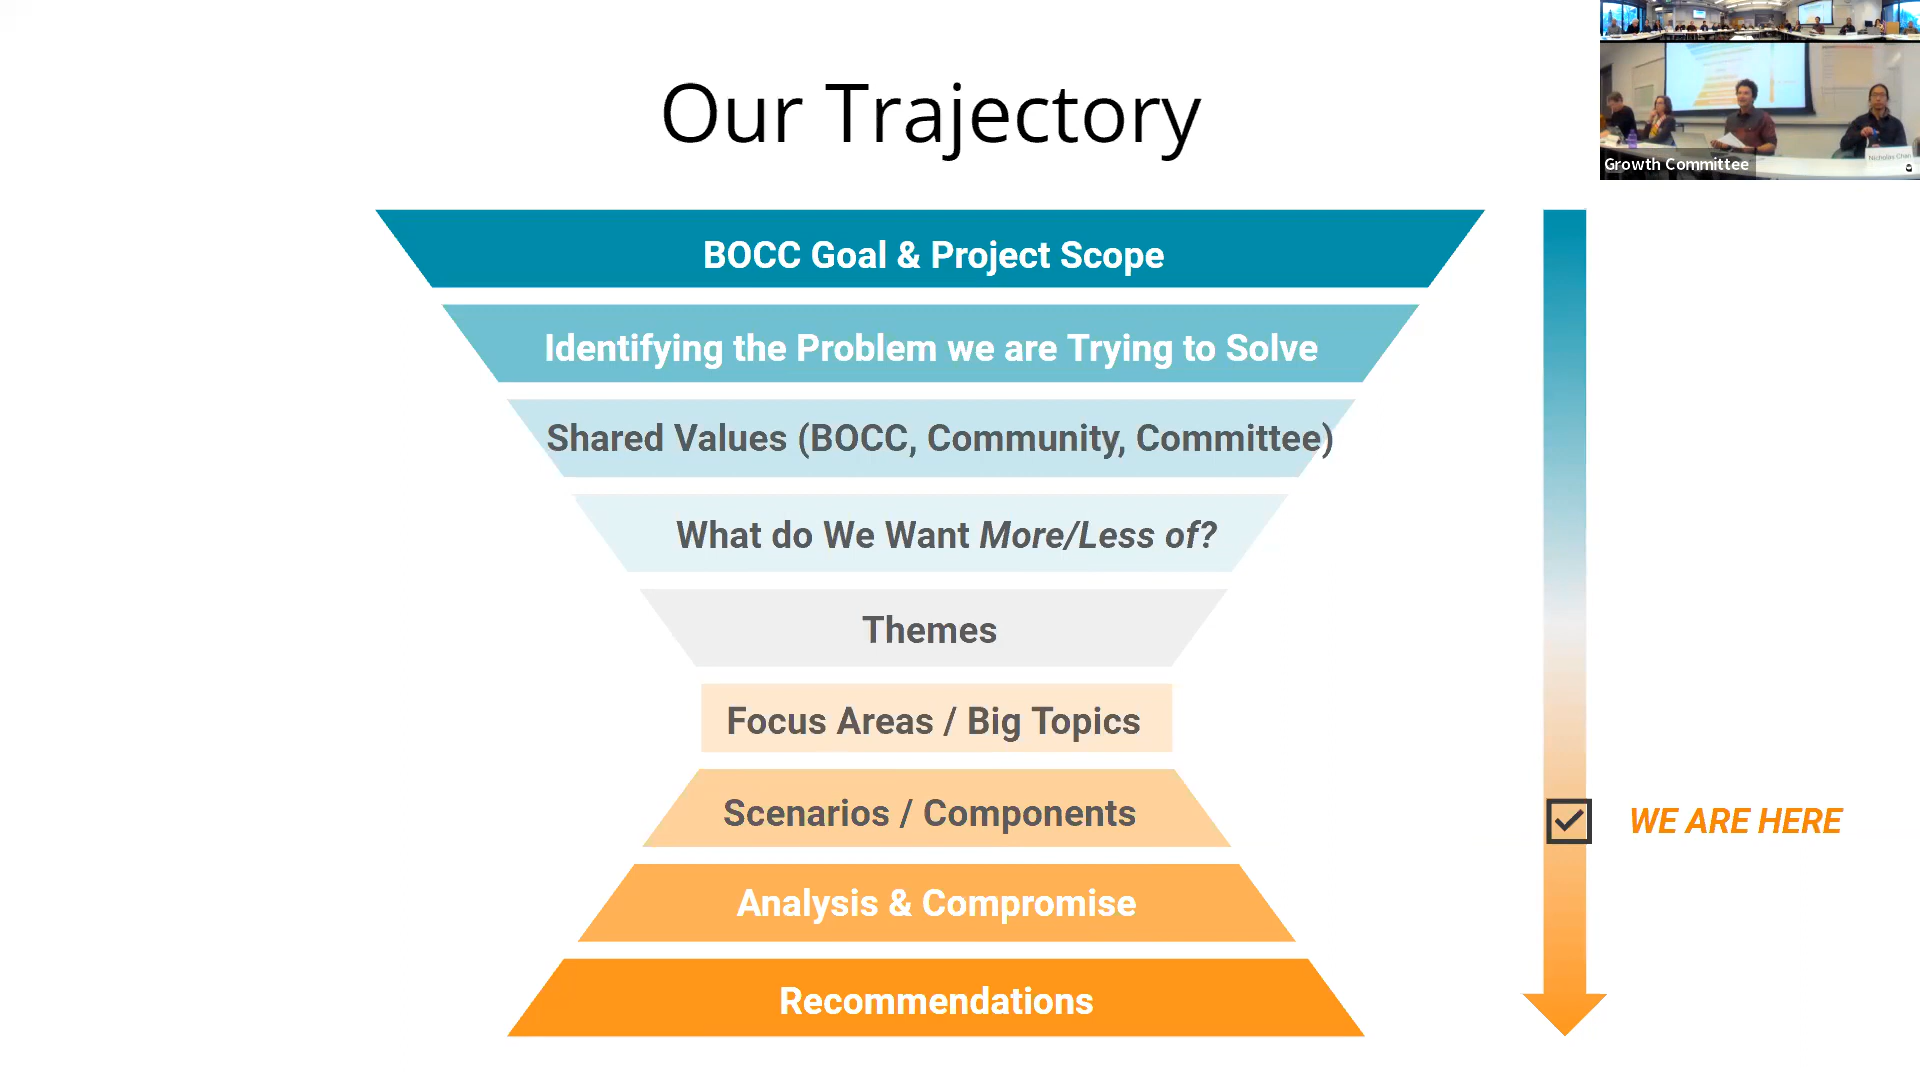 Our Trajectory
Growth Committee
Nicholas Chen
BOCC Goal & Project Scope
Identifying the Problem we are Trying to Solve
Shared Values (BOCC, Community, Committee)
What do We Want More/Less of?
Themes
Focus Areas / Big Topics
Scenarios / Components
WE ARE HERE
Analysis & Compromise
Recommendations